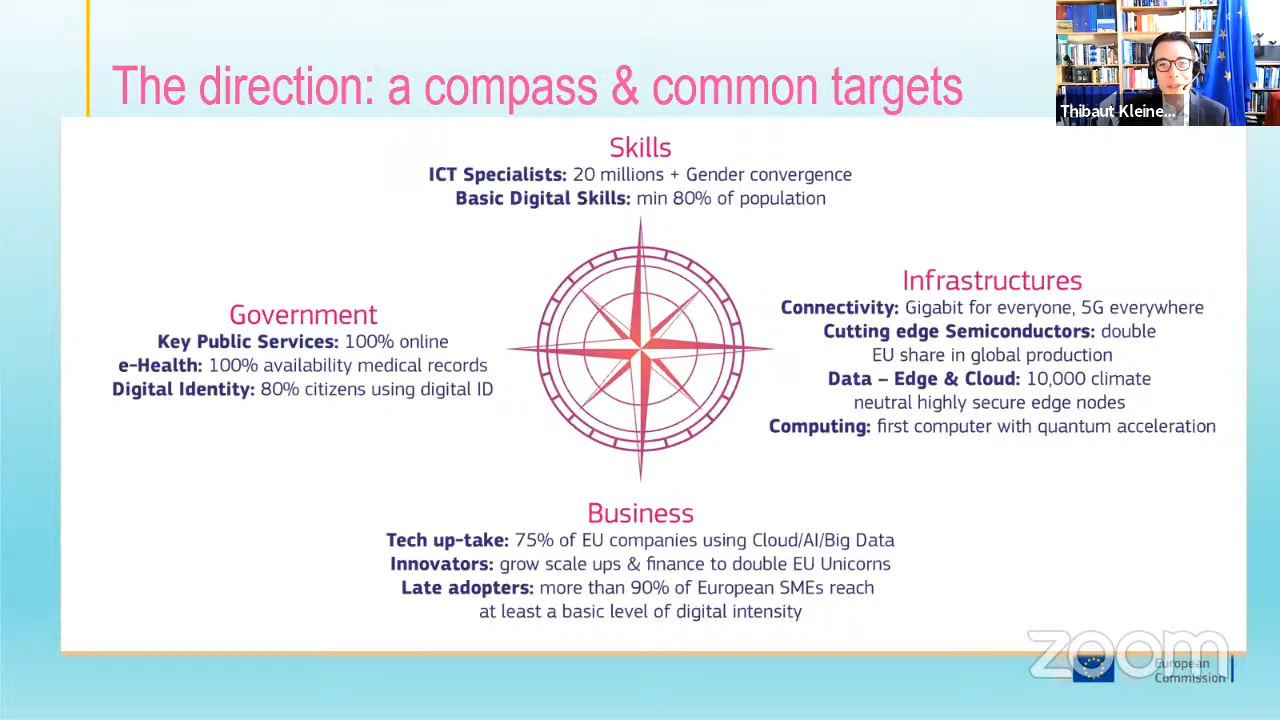 The direction: a compass & common targets
Thibaut Kleine...
Skills
ICT Specialists: 20 millions + Gender convergence
Basic Digital Skills: min 80% of population
Government
Key Public Services: 100% online
e-Health: 100% availability medical records
Digital Identity: 80% citizens using digital ID
Infrastructures
Connectivity: Gigabit for everyone, 5G everywhere
Cutting edge Semiconductors: double
EU share in global production
Data – Edge & Cloud: 10,000 climate
neutral highly secure edge nodes
Computing: first computer with quantum acceleration
Business
Tech up-take: 75% of EU companies using Cloud/AI/Big Data
Innovators: grow scale ups & finance to double EU Unicorns
Late adopters: more than 90% of European SMEs reach
at least a basic level of digital intensity
zoom
European
Commission